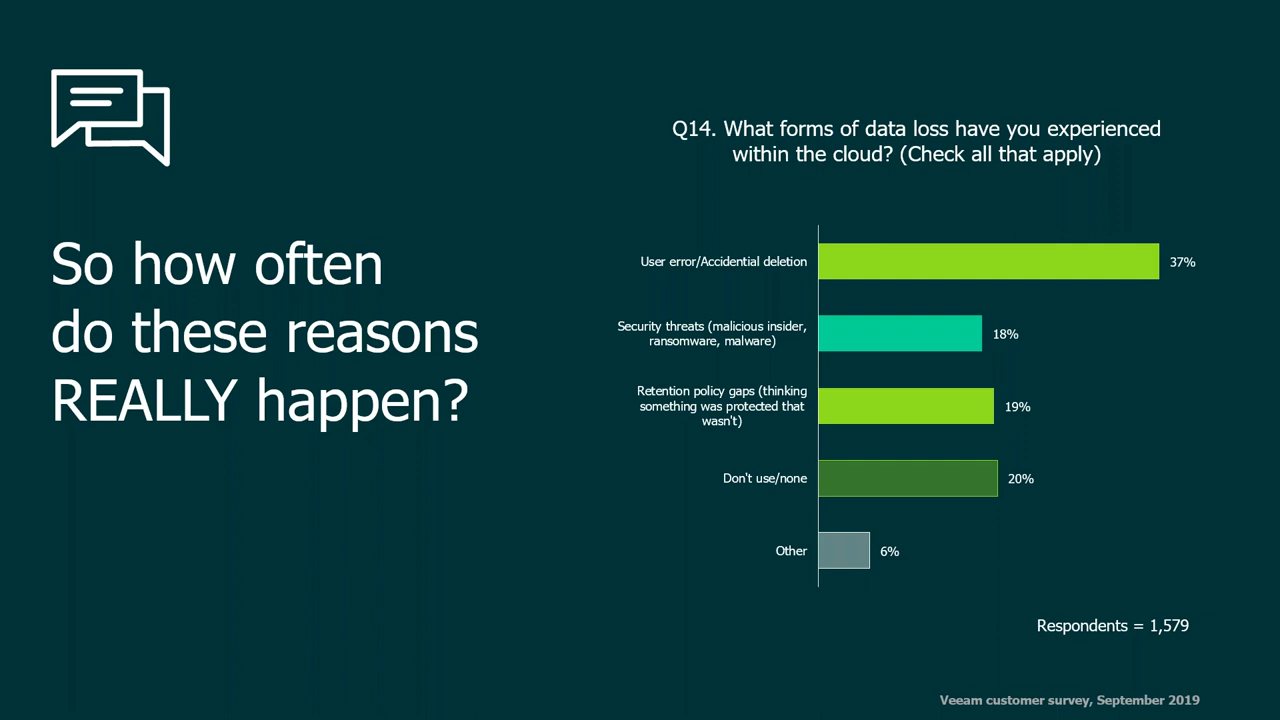 So how often
do these reasons
REALLY happen?
Q14. What forms of data loss have you experienced
within the cloud? (Check all that apply)
User error/Accidential deletion
37%
Security threats (malicious insider,
ransomware, malware)
18%
Retention policy gaps (thinking
something was protected that
wasn't)
19%
Don't use/none
20%
Other
6%
Respondents = 1,579
Veeam customer survey, September 2019